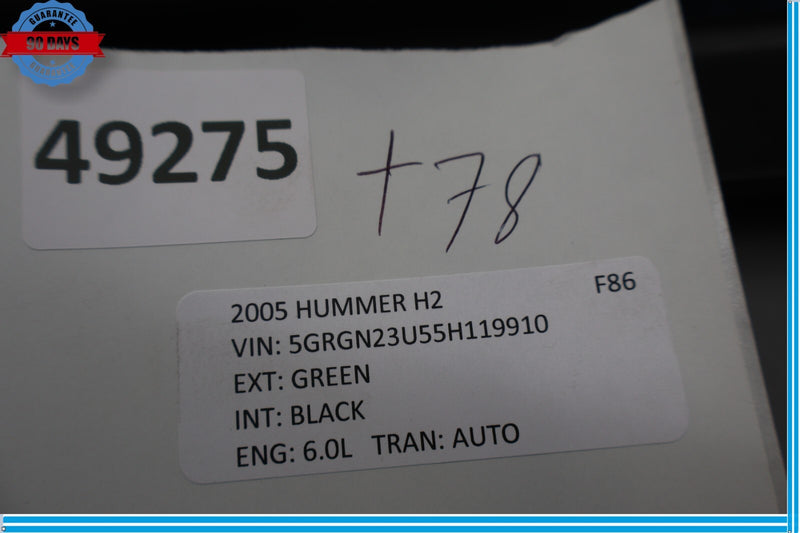 GUARANTEE
90 DAYS
GUARANTEE
49275
+78
2005 HUMMER H2 F86
VIN: 5GRGN23U55H119910
EXT: GREEN
INT: BLACK
ENG: 6.0L TRAN: AUTO